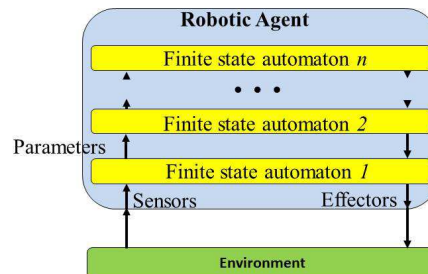 Robotic Agent
Finite state automaton n
• • •
Finite state automaton 2
Parameters
Finite state automaton 1
Sensors
Effectors
Environment